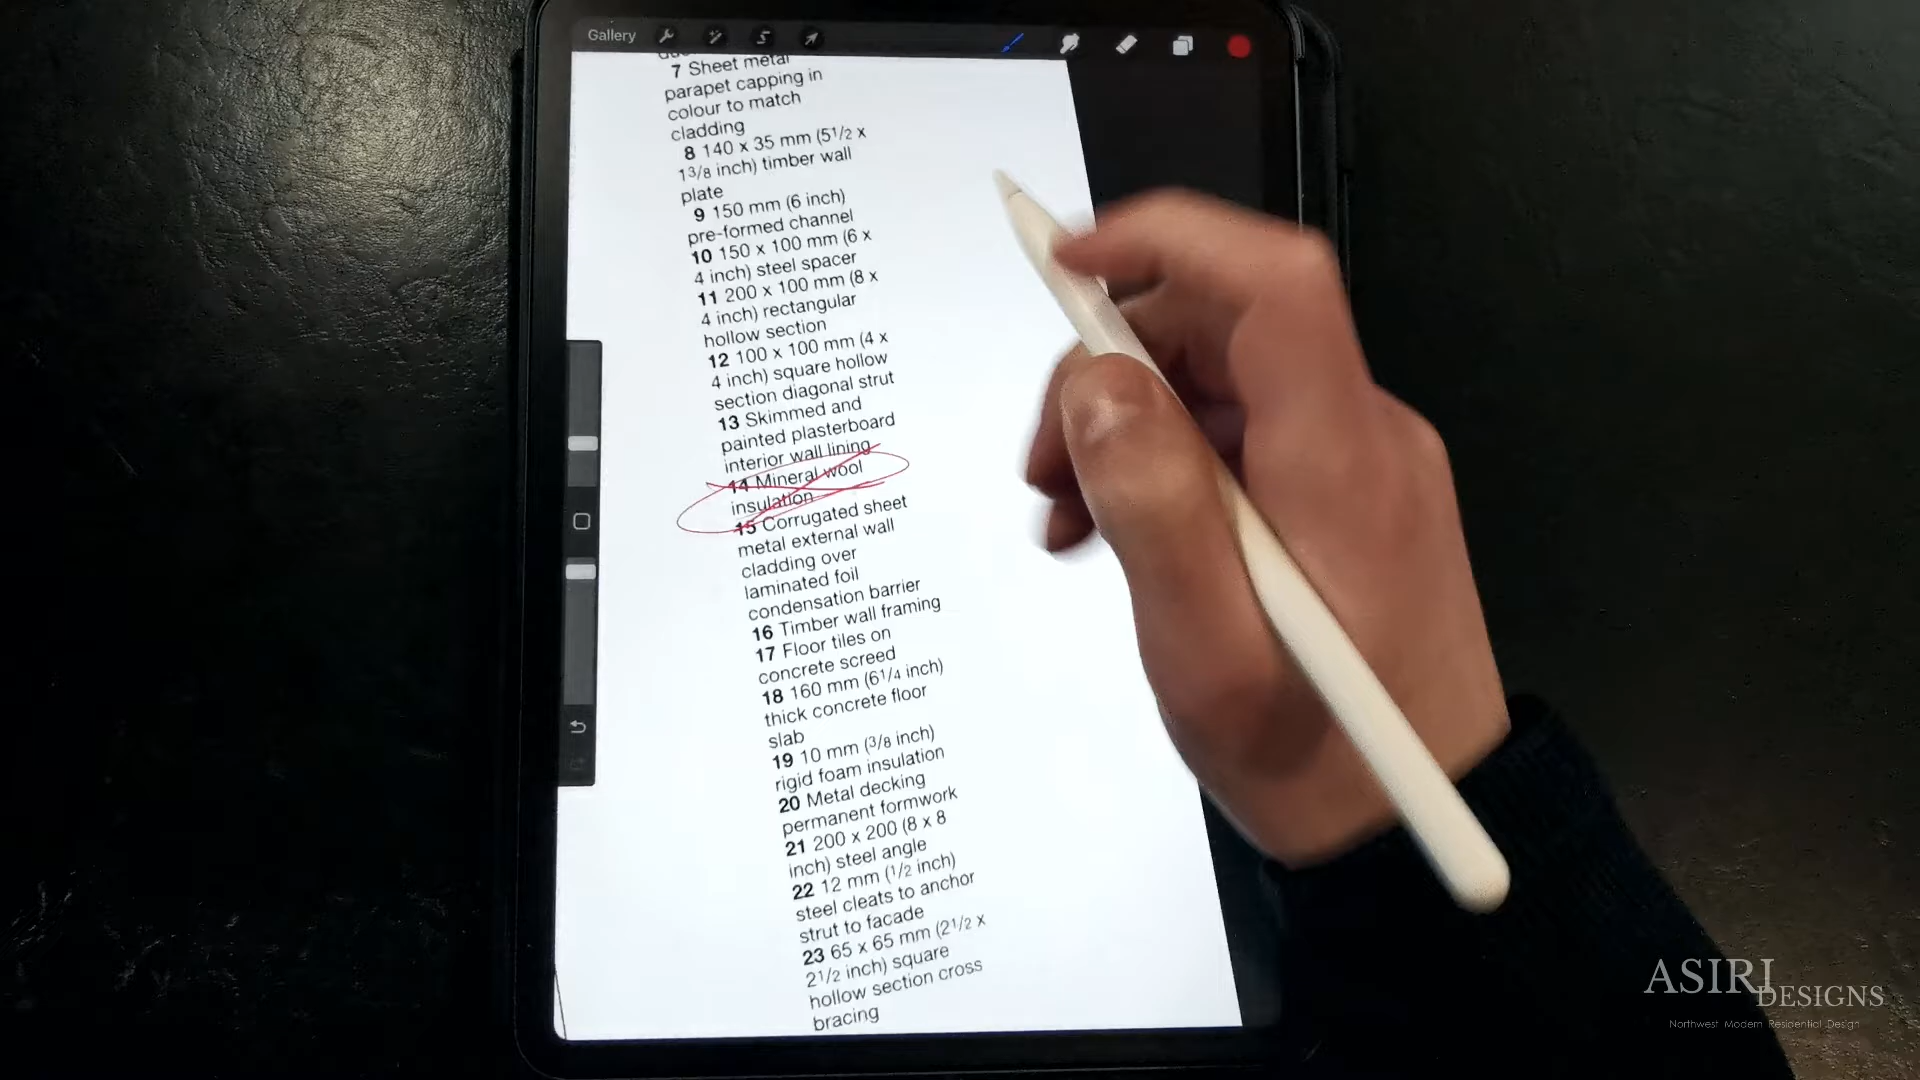 Gallery
7 Sheet metal
parapet capping in
colour to match
cladding
8 140 x 35 mm (51/2 x
13/8 inch) timber wall
plate
9 150 mm (6 inch)
pre-formed channel
10 150 x 100 mm (6 x
4 inch) steel spacer
11 200 x 100 mm (8 x
4 inch) rectangular
hollow section
12 100 x 100 mm (4 x
4 inch) square hollow
section diagonal strut
13 Skimmed and
painted plasterboard
interior wall lining
14 Mineral wool
insulation
15 Corrugated sheet
metal external wall
cladding over
laminated foil
condensation barrier
16 Timber wall framing
17 Floor tiles on
concrete screed
18 160 mm (61/4 inch)
thick concrete floor
slab
19 10 mm (3/8 inch)
rigid foam insulation
20 Metal decking
permanent formwork
21 200 x 200 (8 x 8
inch) steel angle
22 12 mm (1/2 inch)
steel cleats to anchor
strut to facade
23 65 x 65 mm (21/2 x
21/2 inch) square
hollow section cross
bracing
ASIRI
DESIGNS
Northwest Modern Residential Design